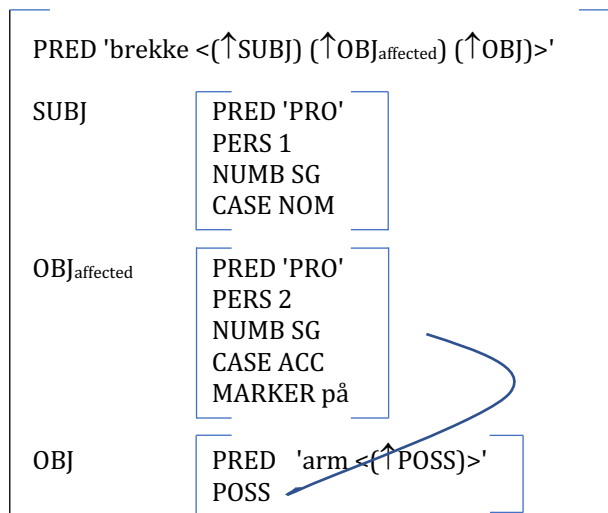 PRED 'brekke <(↑SUBJ) (↑OBJaffected) (↑OBJ)>'
SUBJ PRED 'PRO'
PERS 1
NUMB SG
CASE NOM
OBJaffected PRED 'PRO'
PERS 2
NUMB SG
CASE ACC
MARKER på
OBJ PRED 'arm <(↑POSS)>'
POSS